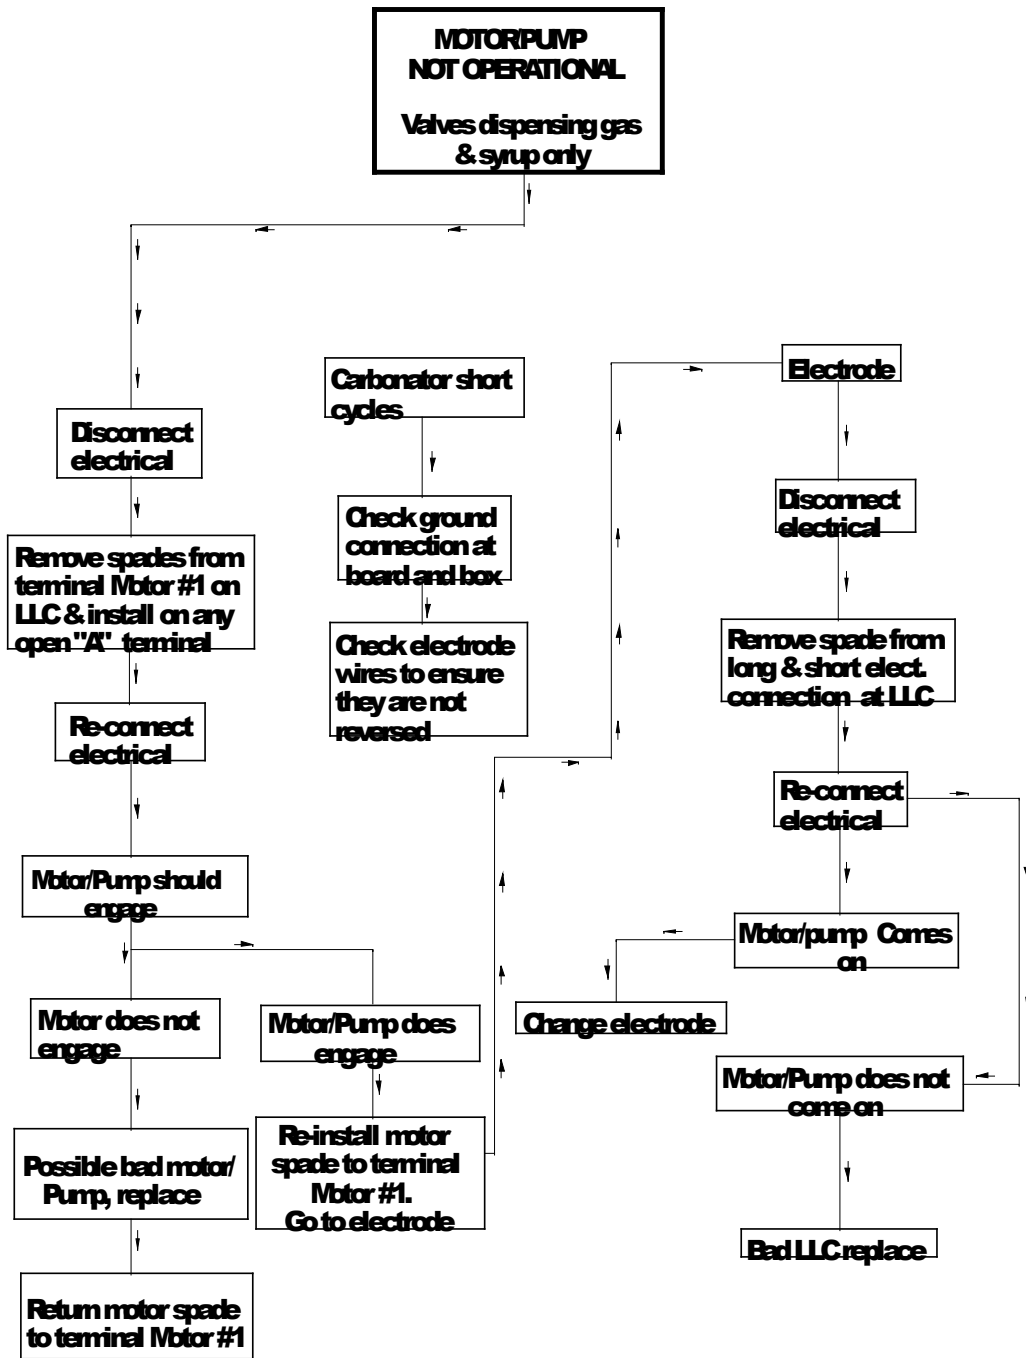 MOTOR/PUMP
NOT OPERATIONAL
Valves dispensing gas
& syrup only
Disconnect
electrical
Remove spades from
terminal Motor #1 on
LLC & install on any
open "A" terminal
Re-connect
electrical
Motor/Pump should
engage
Motor does not
engage
Possible bad motor/
Pump, replace
Return motor spade
to terminal Motor #1
Motor/Pump does
engage
Re-install motor
spade to terminal
Motor #1.
Go to electrode
Carbonator short
cycles
Check ground
connection at
board and box
Check electrode
wires to ensure
they are not
reversed
Electrode
Disconnect
electrical
Remove spade from
long & short elect.
connection at LLC
Re-connect
electrical
Motor/pump Comes
on
Change electrode
Motor/Pump does not
come on
Bad LLC replace